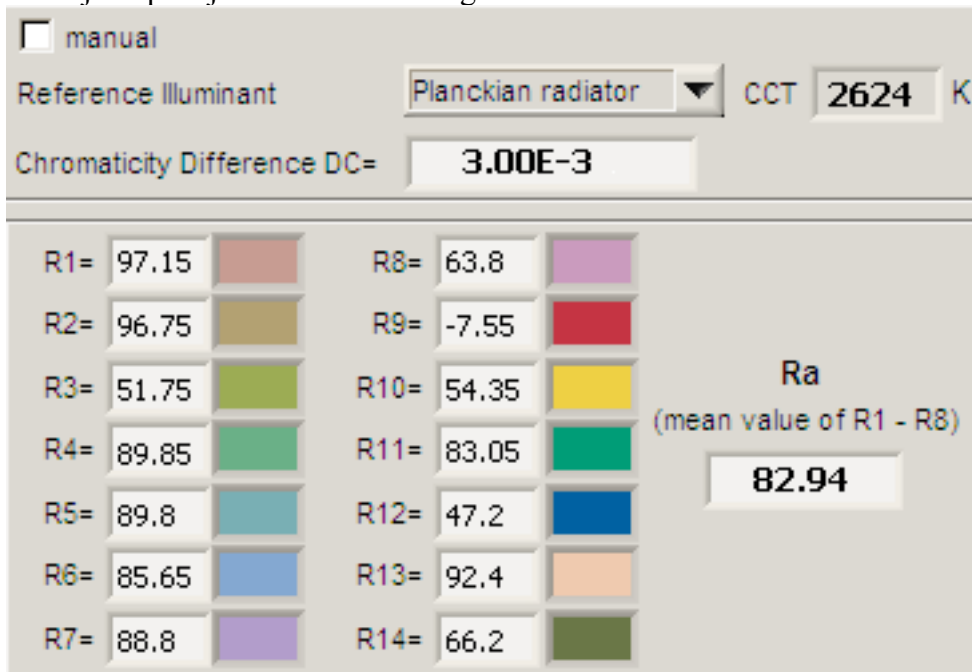 manual
Reference Illuminant Planckian radiator CCT 2624 K
Chromaticity Difference DC= 3.00E-3
R1= 97.15 R8= 63.8
R2= 96.75 R9= -7.55
R3= 51.75 R10= 54.35
R4= 89.85 R11= 83.05
R5= 89.8 R12= 47.2
R6= 85.65 R13= 92.4
R7= 88.8 R14= 66.2
Ra
(mean value of R1 - R8)
82.94